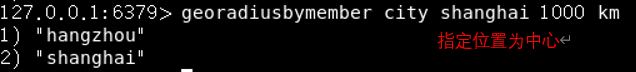 127.0.0.1:6379> georadiusbymember city shanghai 1000 km
1) "hangzhou"
指定位置为中心↵
2) "shanghai"